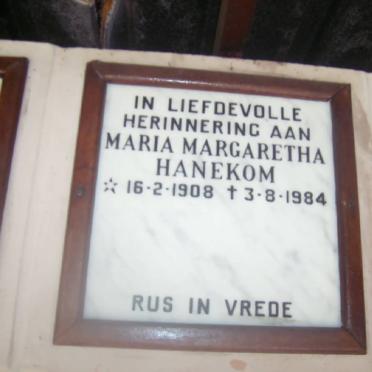 IN LIEFDEVOLLE
HERINNERING AAN
MARIA MARGARETHA
HANEKOM
☆ 16-2-1908 † 3-8-1984
RUS IN VREDE